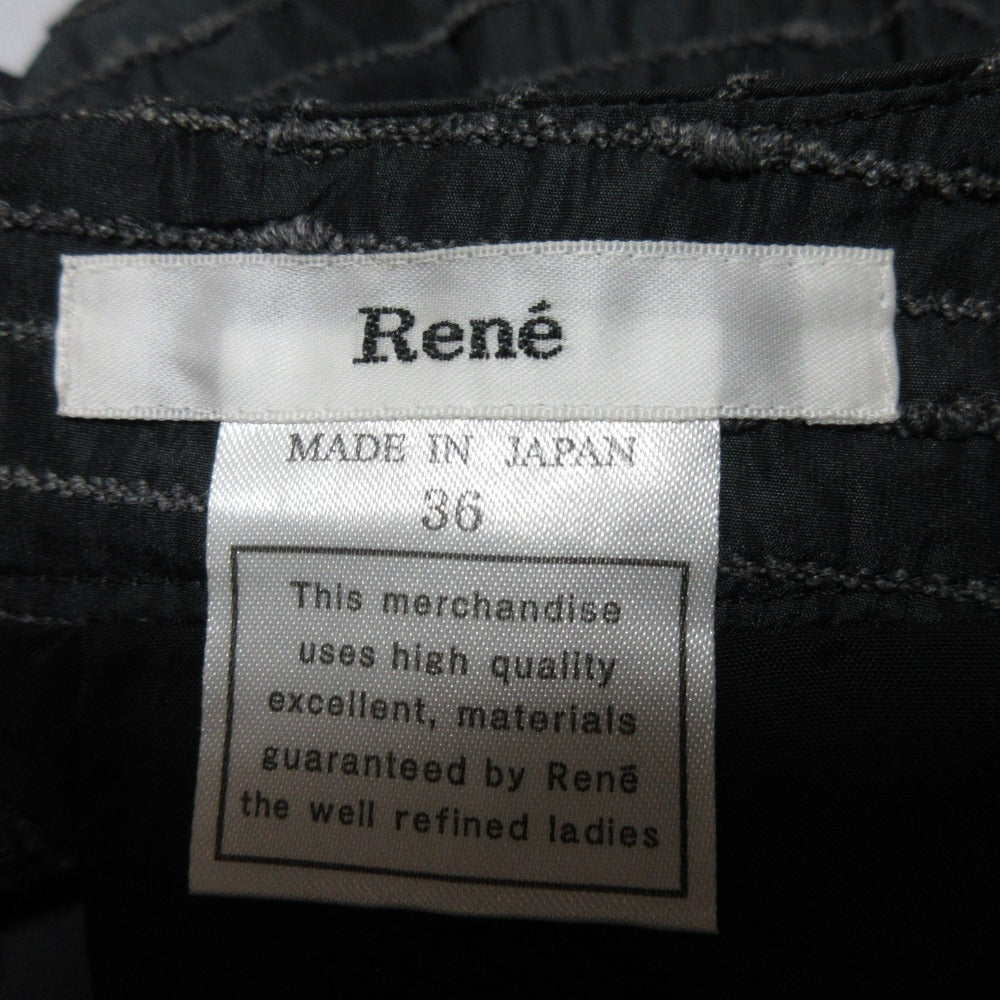 René
MADE IN JAPAN
36
This merchandise
uses high quality
excellent, materials
guaranteed by René
the well refined ladies